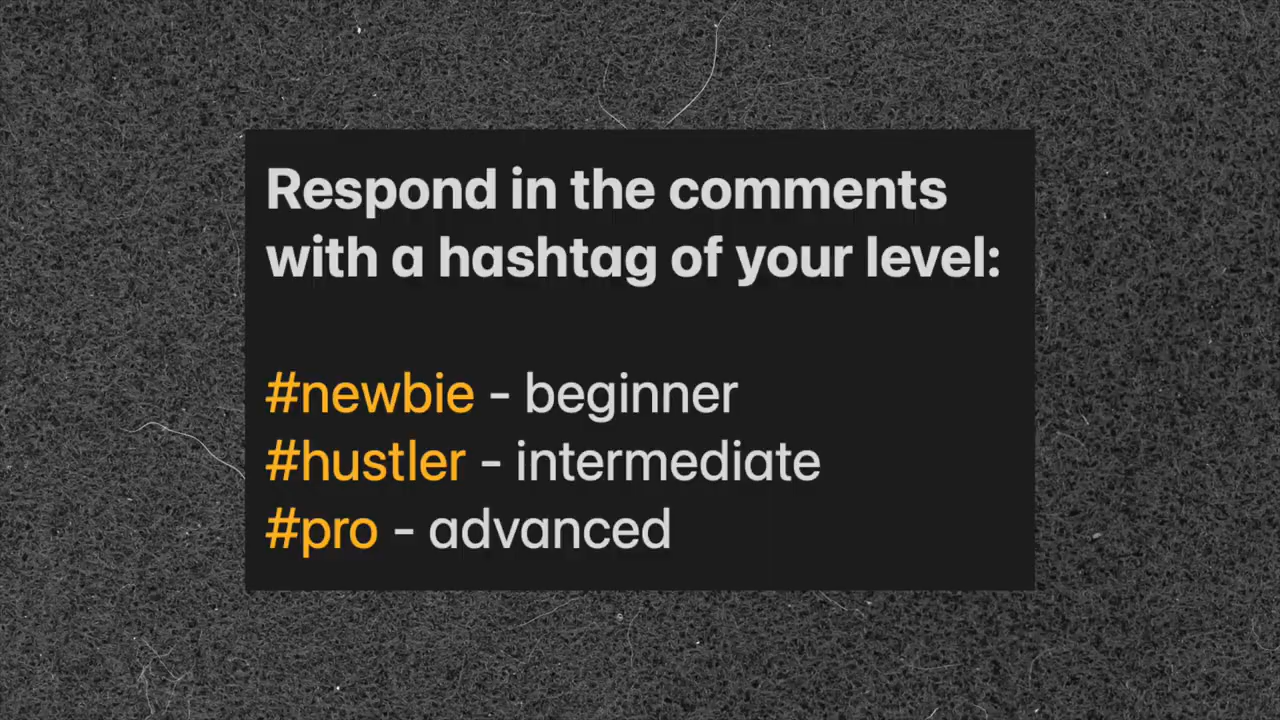 Respond in the comments
with a hashtag of your level:
#newbie - beginner
#hustler - intermediate
#pro - advanced